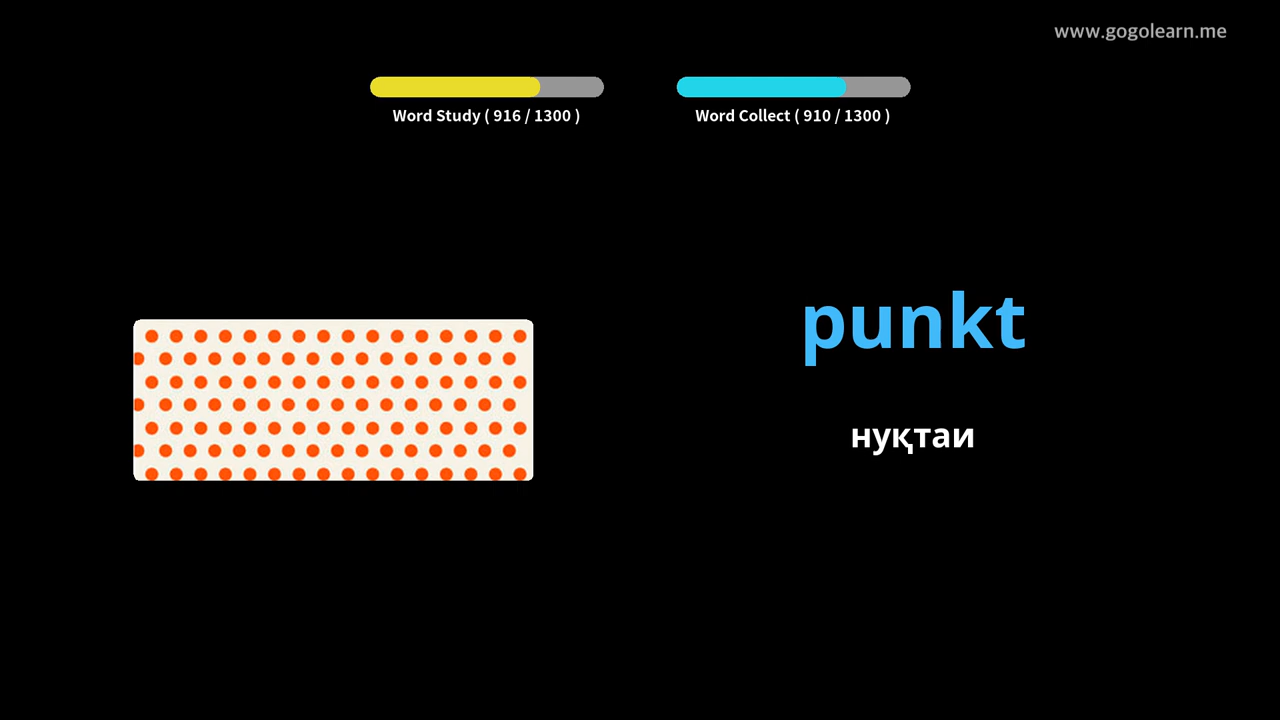 www.gogolearn.me
Word Study ( 916 / 1300 )
Word Collect ( 910 / 1300 )
punkt
нуқтаи